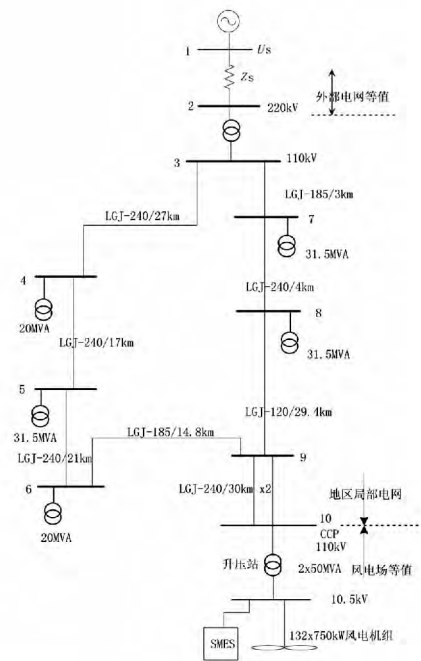 1
Us
Zs
外部电网等值
2
220kV
3
110kV
LGJ-185/3km
LGJ-240/27km
7
31.5MVA
4
LGJ-240/4km
20MVA
8
LGJ-240/17km
31.5MVA
5
LGJ-120/29.4km
31.5MVA
LGJ-185/14.8km
LGJ-240/21km
9
6
LGJ-240/30km x2
地区局部电网
20MVA
10
CCP
110kV
升压站
2x50MVA
风电场等值
10.5kV
SMES
132x750kW风电机组